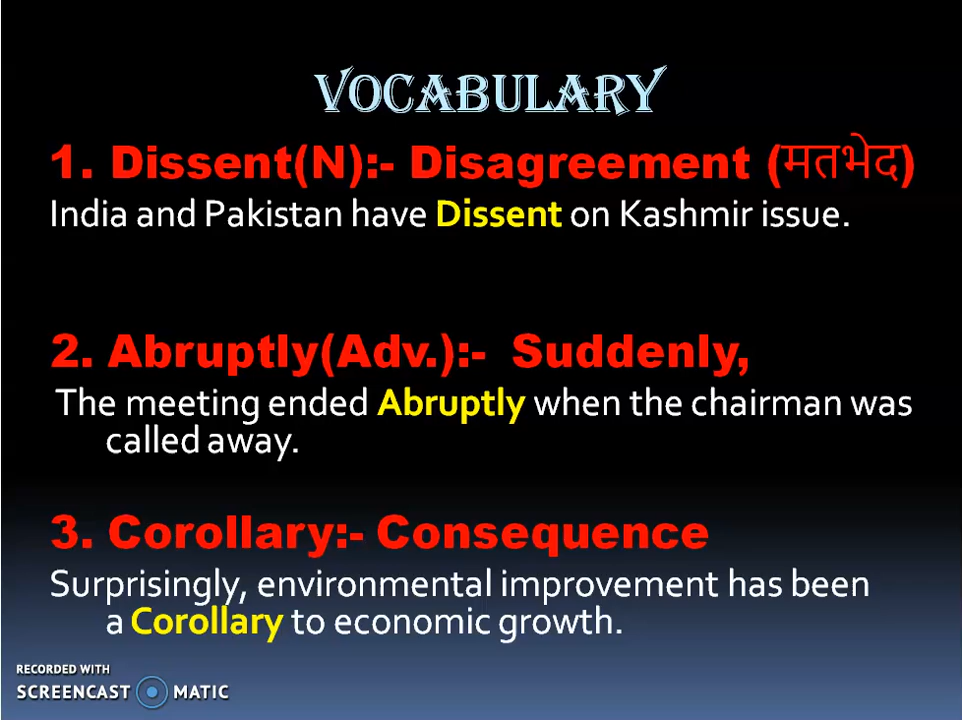 VOCABULARY
1. Dissent(N):- Disagreement (मतभेद)
India and Pakistan have Dissent on Kashmir issue.
2. Abruptly(Adv.):- Suddenly,
The meeting ended Abruptly when the chairman was
called away.
3. Corollary:- Consequence
Surprisingly, environmental improvement has been
a Corollary to economic growth.
RECORDED WITH
SCREENCAST MATIC